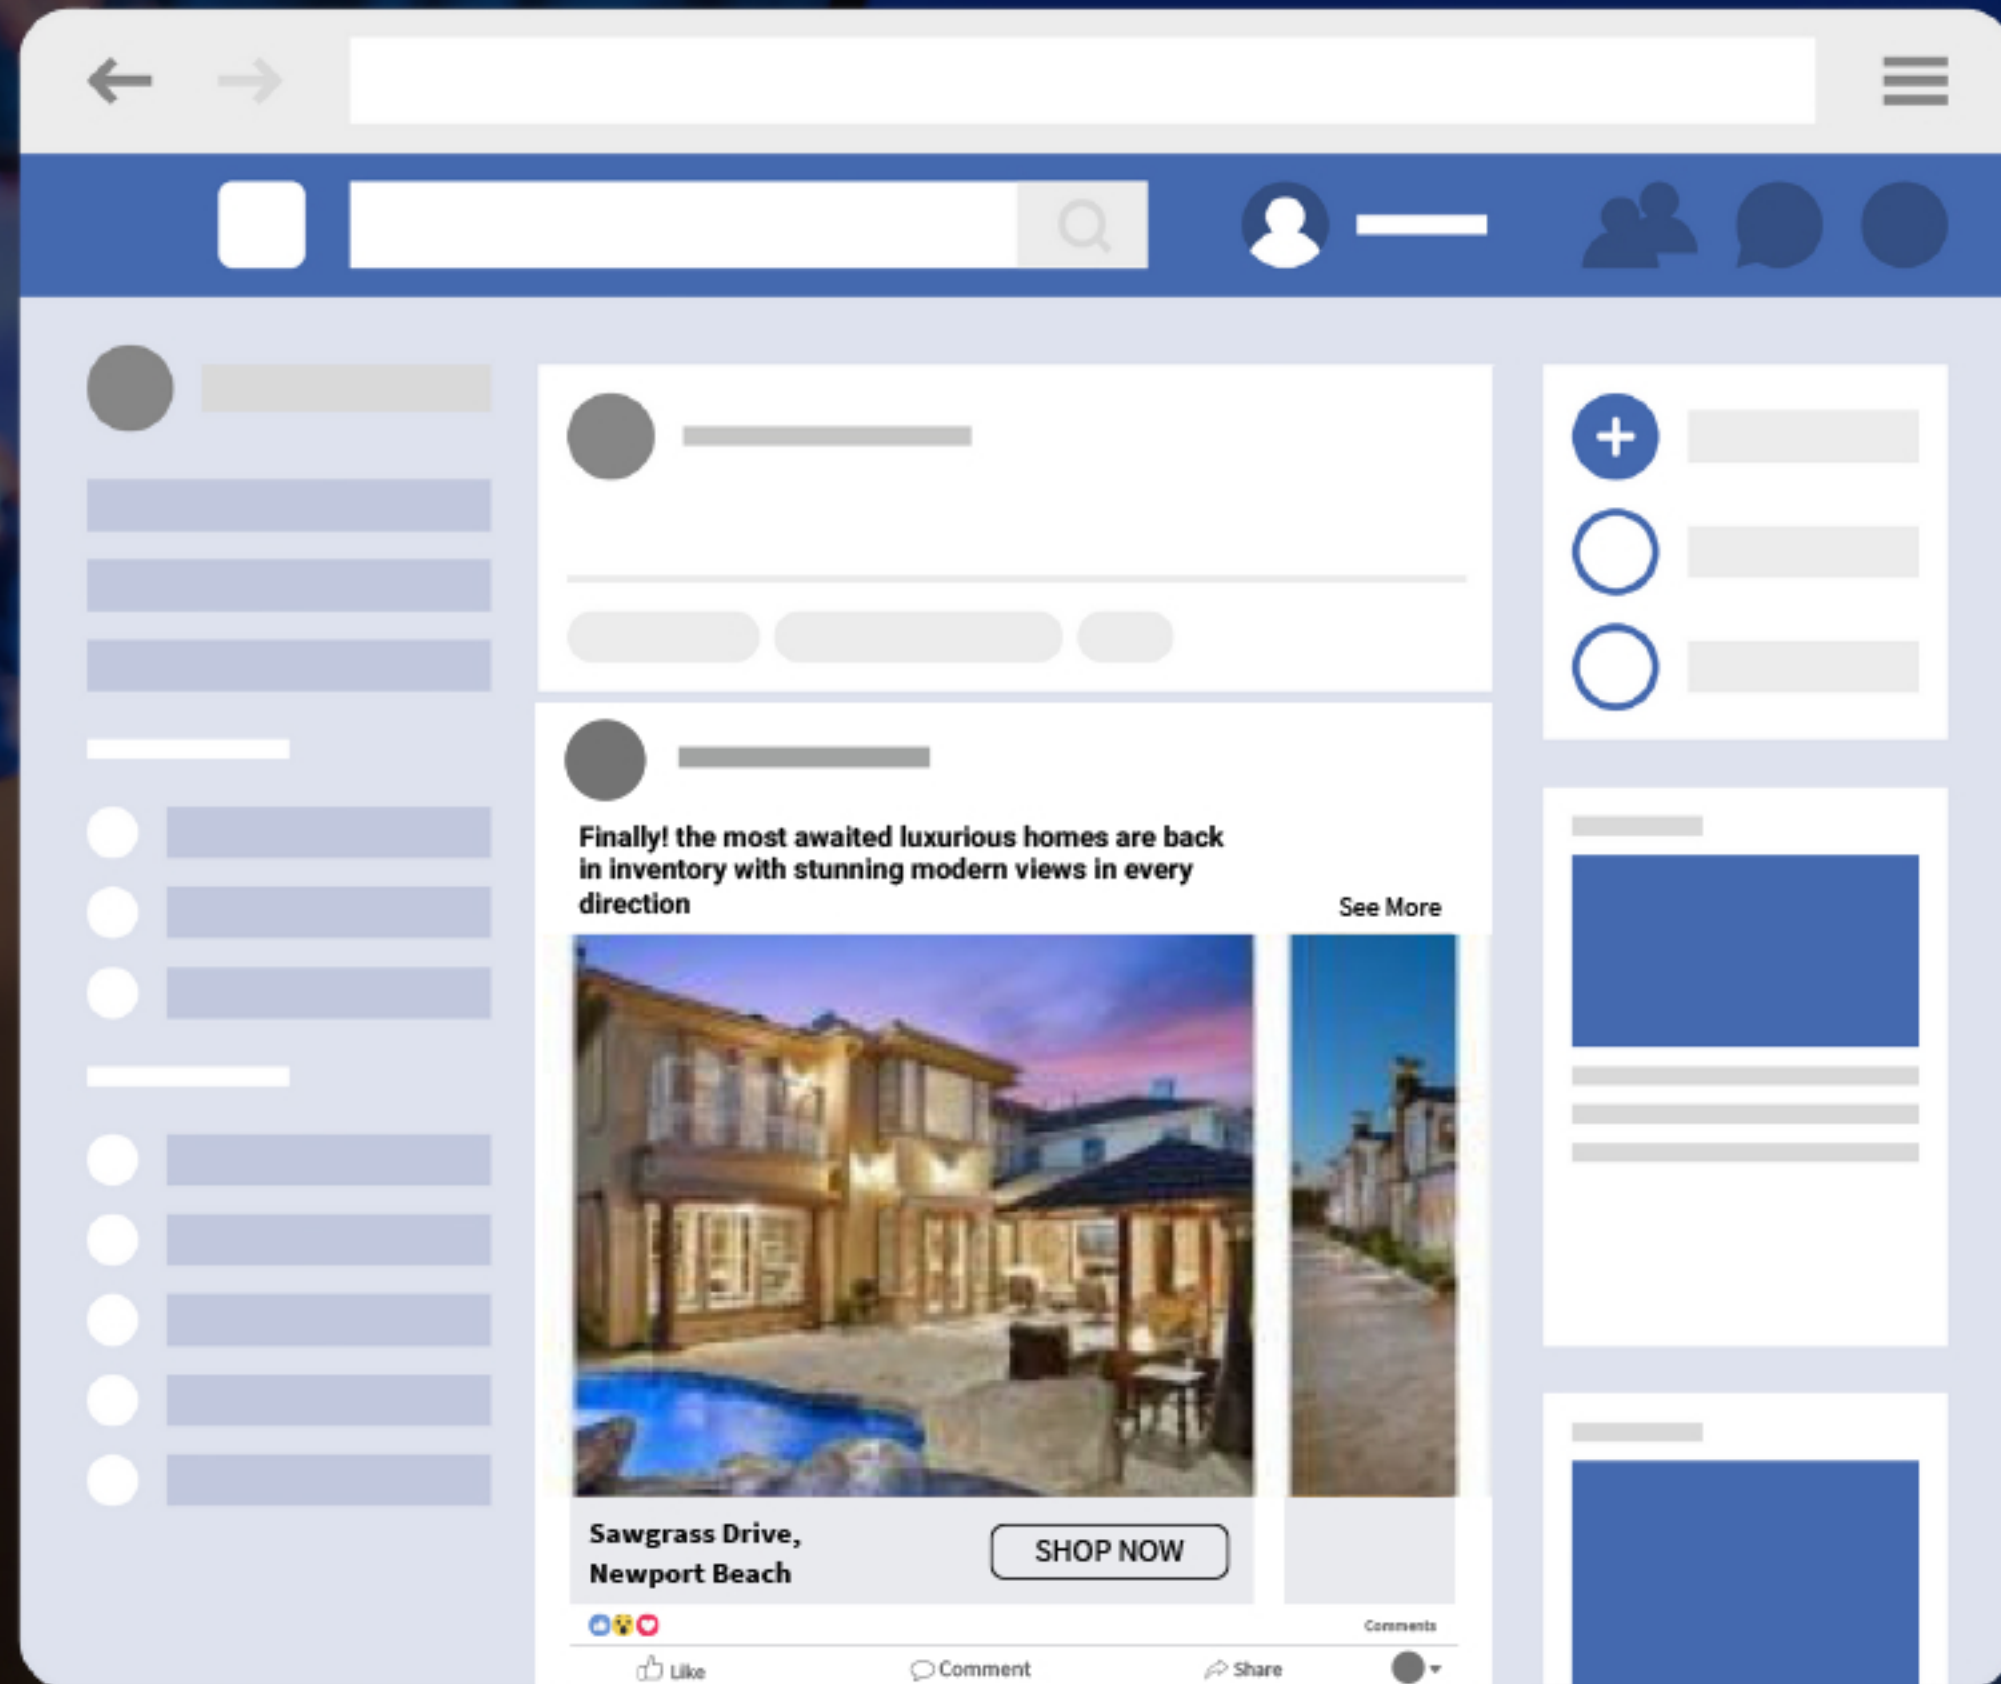 Finally! the most awaited luxurious homes are back
in inventory with stunning modern views in every
direction
See More
Sawgrass Drive,
Newport Beach
SHOP NOW
Comments
Like
Comment
Share